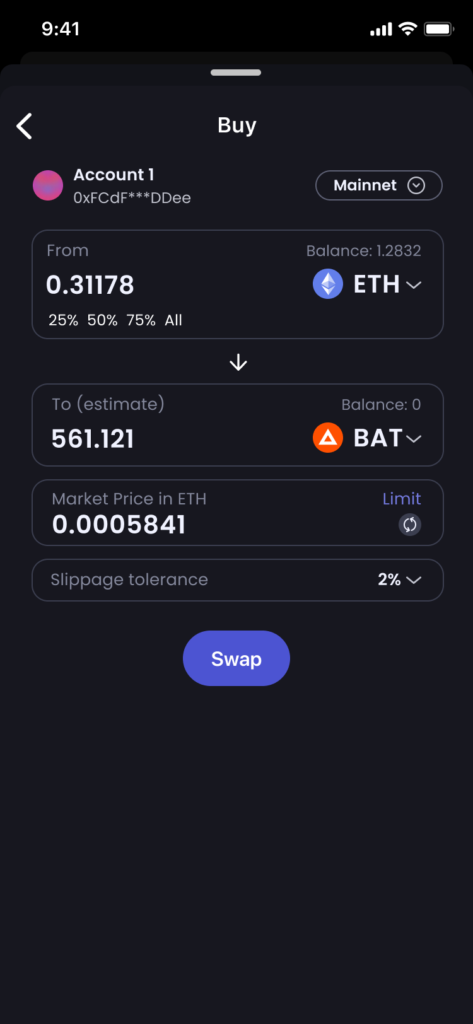 9:41
Buy
Account 1
0xFCdF***DDee
Mainnet
From
Balance: 1.2832
0.31178
ETH
25% 50% 75% All
To (estimate)
Balance: 0
561.121
BAT
Market Price in ETH
Limit
0.0005841
Slippage tolerance
2%
Swap